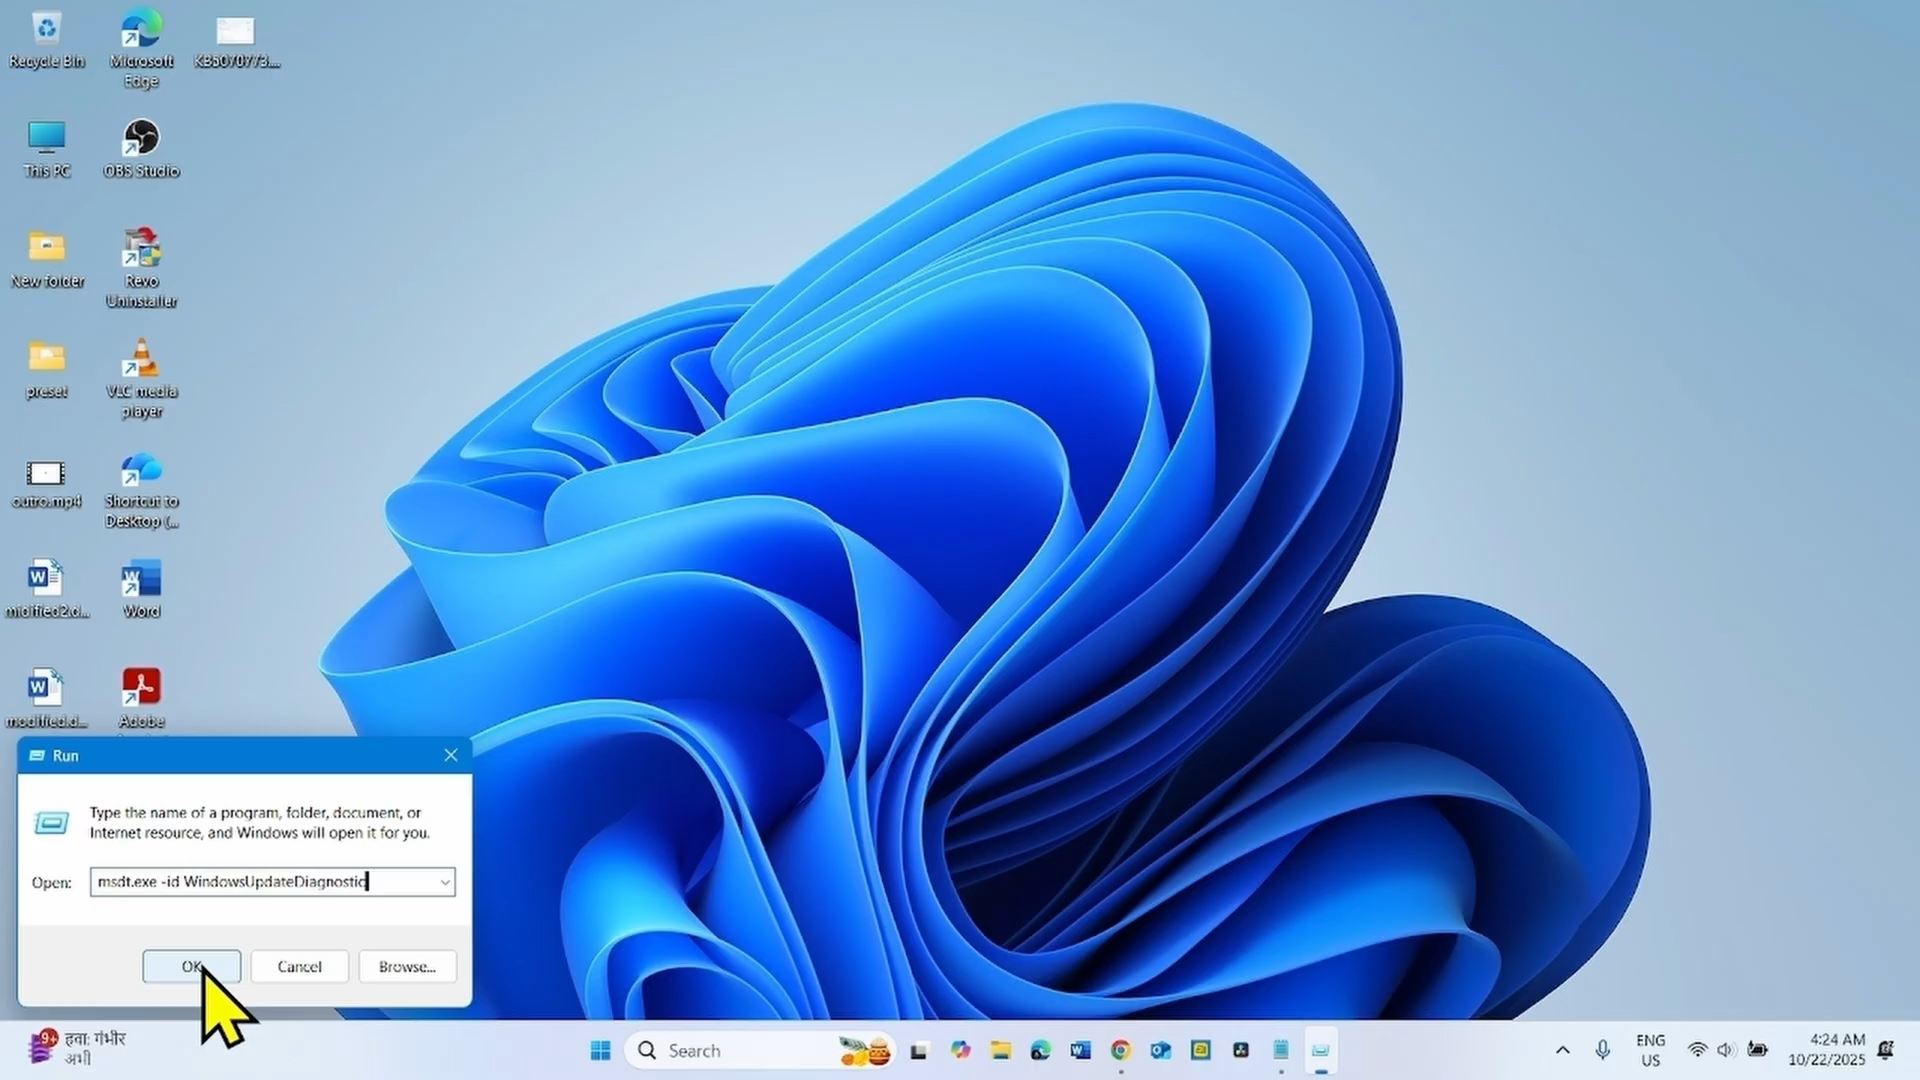 Recycle Bin
Microsoft
Edge
KB5070773...
This PC
OBS Studio
New folder
Revo
Uninstaller
preset
VLC media
player
outro.mp4
Shortcut to
Desktop (...
midified2.d...
Word
modified.d...
Adobe
Run
Type the name of a program, folder, document, or
Internet resource, and Windows will open it for you.
Open:
msdt.exe -id WindowsUpdateDiagnostic
OK
Cancel
Browse...
9+
हवा: गंभीर
अभी
Search
ENG
US
4:24 AM
10/22/2025